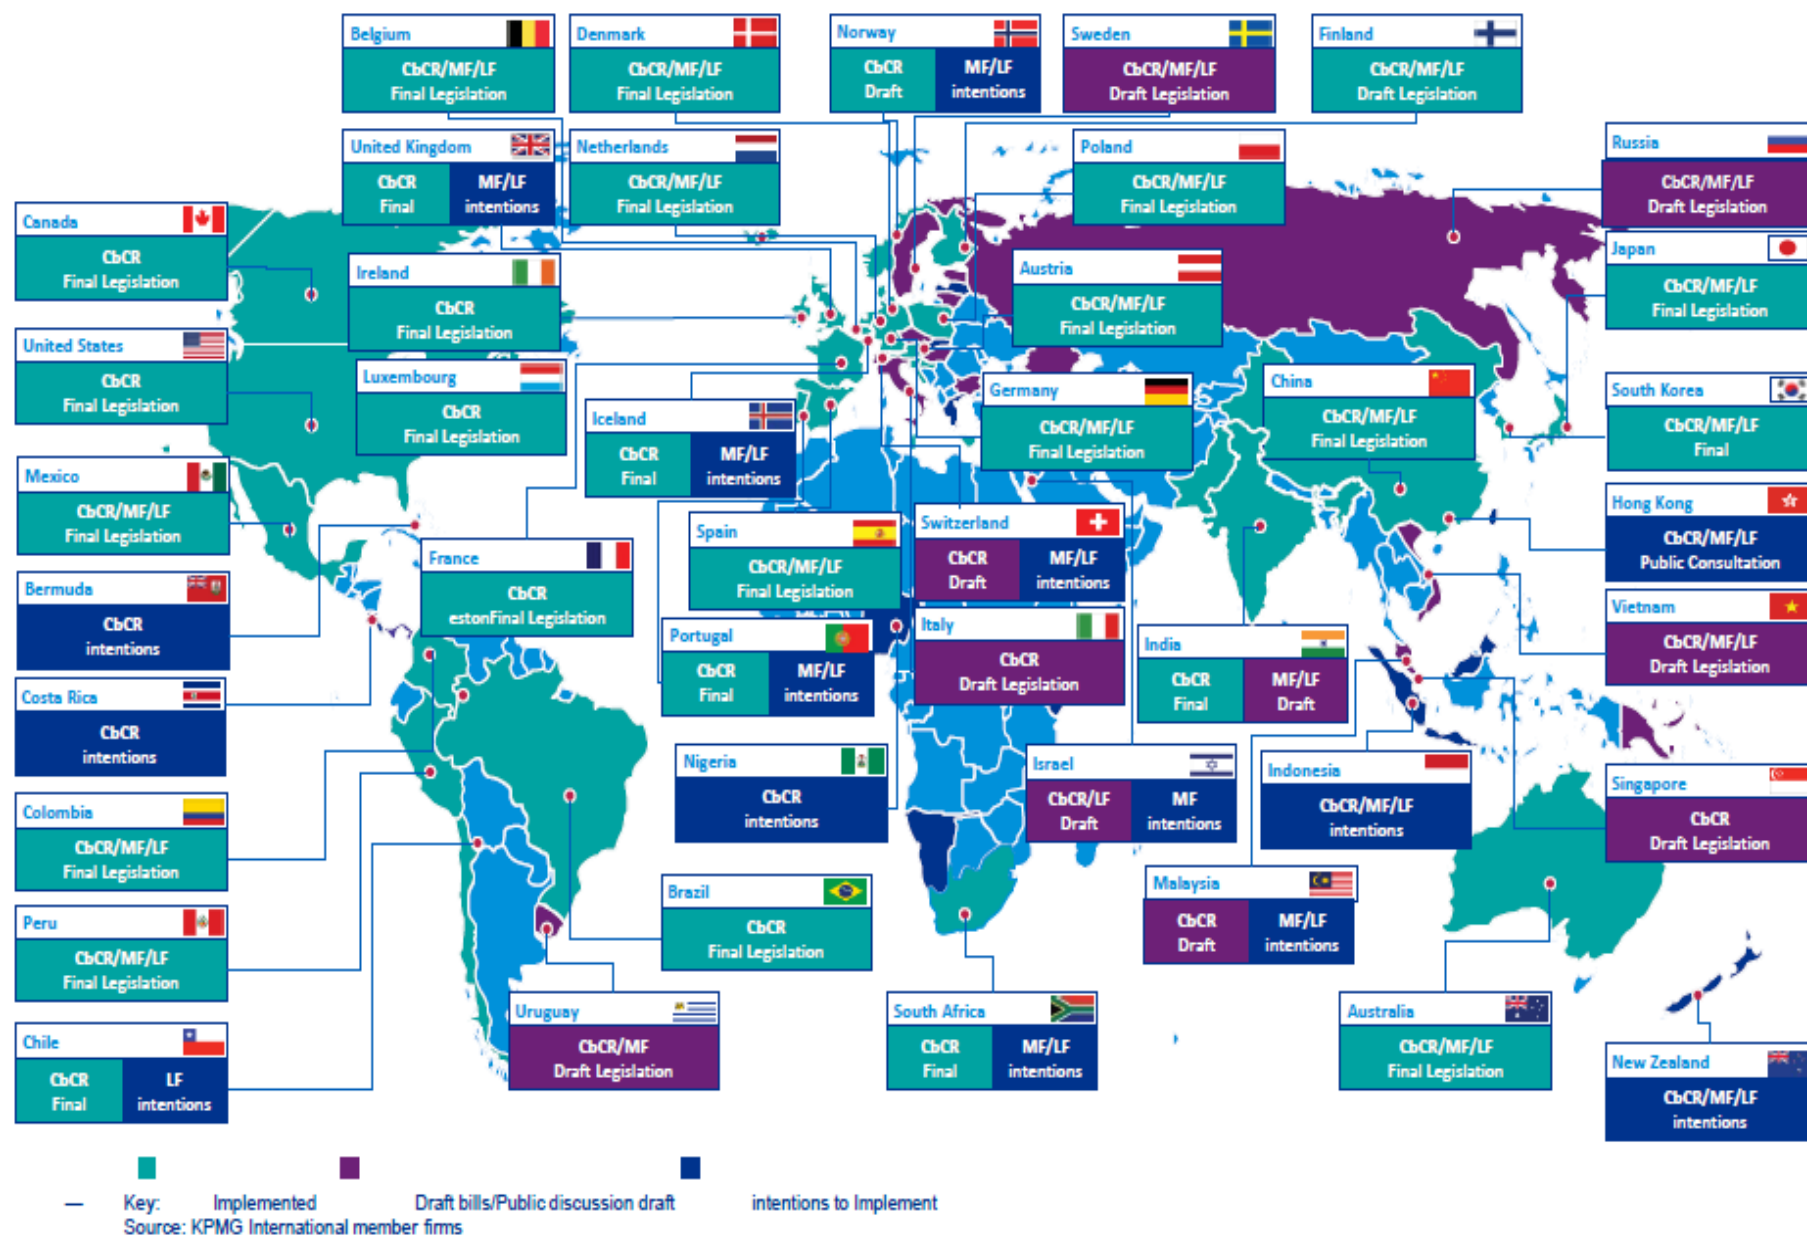 Belgium
CbCR/MF/LF
Final Legislation
Denmark
CbCR/MF/LF
Final Legislation
Norway
CbCR
Draft
MF/LF
intentions
Sweden
CbCR/MF/LF
Draft Legislation
Finland
CbCR/MF/LF
Draft Legislation
United Kingdom
CbCR
Final
MF/LF
intentions
Netherlands
CbCR/MF/LF
Final Legislation
Poland
CbCR/MF/LF
Final Legislation
Russia
CbCR/MF/LF
Draft Legislation
Canada
CbCR
Final Legislation
Ireland
CbCR
Final Legislation
Austria
CbCR/MF/LF
Final Legislation
Japan
CbCR/MF/LF
Final Legislation
United States
CbCR
Final Legislation
Luxembourg
CbCR
Final Legislation
Iceland
CbCR
Final
MF/LF
intentions
Germany
CbCR/MF/LF
Final Legislation
China
CbCR/MF/LF
Final Legislation
South Korea
CbCR/MF/LF
Final
Mexico
CbCR/MF/LF
Final Legislation
France
CbCR
estonFinal Legislation
Spain
CbCR/MF/LF
Final Legislation
Switzerland
CbCR
Draft
MF/LF
intentions
Hong Kong
CbCR/MF/LF
Public Consultation
Bermuda
CbCR
intentions
Portugal
CbCR
Final
MF/LF
intentions
Italy
CbCR
Draft Legislation
India
CbCR
Final
MF/LF
Draft
Vietnam
CbCR/MF/LF
Draft Legislation
Costa Rica
CbCR
intentions
Nigeria
CbCR
intentions
Israel
CbCR/LF
Draft
MF
intentions
Indonesia
CbCR/MF/LF
intentions
Singapore
CbCR
Draft Legislation
Colombia
CbCR/MF/LF
Final Legislation
Brazil
CbCR
Final Legislation
Malaysia
CbCR
Draft
MF/LF
intentions
Peru
CbCR/MF/LF
Final Legislation
Uruguay
CbCR/MF
Draft Legislation
South Africa
CbCR
Final
MF/LF
intentions
Australia
CbCR/MF/LF
Final Legislation
New Zealand
CbCR/MF/LF
intentions
Chile
CbCR
Final
LF
intentions
— Key: Implemented Draft bills/Public discussion draft intentions to Implement
Source: KPMG International member firms